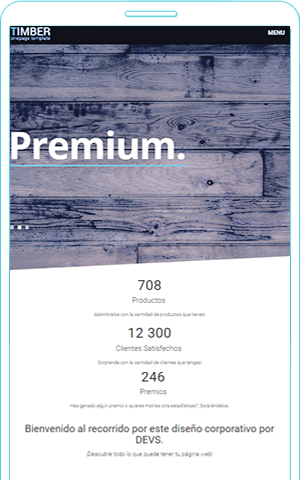 TIMBER
onepage template
MENU
Premium.
708
Productos
Asómbralos con la cantidad de productos que tienes!
12 300
Clientes Satisfechos
Sorprende con la cantidad de clientes que tengas!
246
Premios
Has ganado algún premio o quieres mostrar otra estadísticas?, Sorpréndelos.
Bienvenido al recorrido por este diseño corporativo por
DEVS.
¡Descubre todo lo que puede tener tu página web!